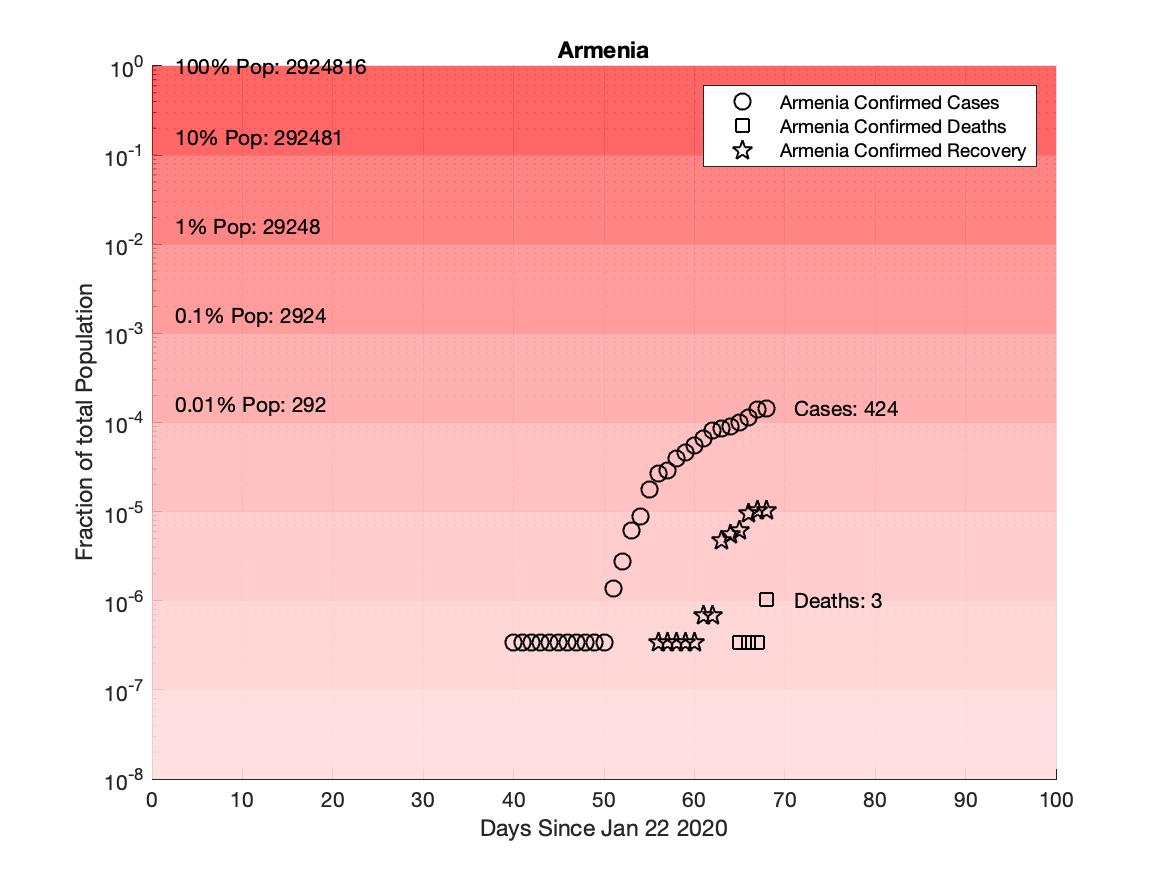 Armenia
10^0
100% Pop: 2924816
Armenia Confirmed Cases
Armenia Confirmed Deaths
Armenia Confirmed Recovery
10% Pop: 292481
10^-1
1% Pop: 29248
10^-2
0.1% Pop: 2924
10^-3
0.01% Pop: 292
10^-4
Cases: 424
10^-5
10^-6
Deaths: 3
10^-7
10^-8
Fraction of total Population
0 10 20 30 40 50 60 70 80 90 100
Days Since Jan 22 2020